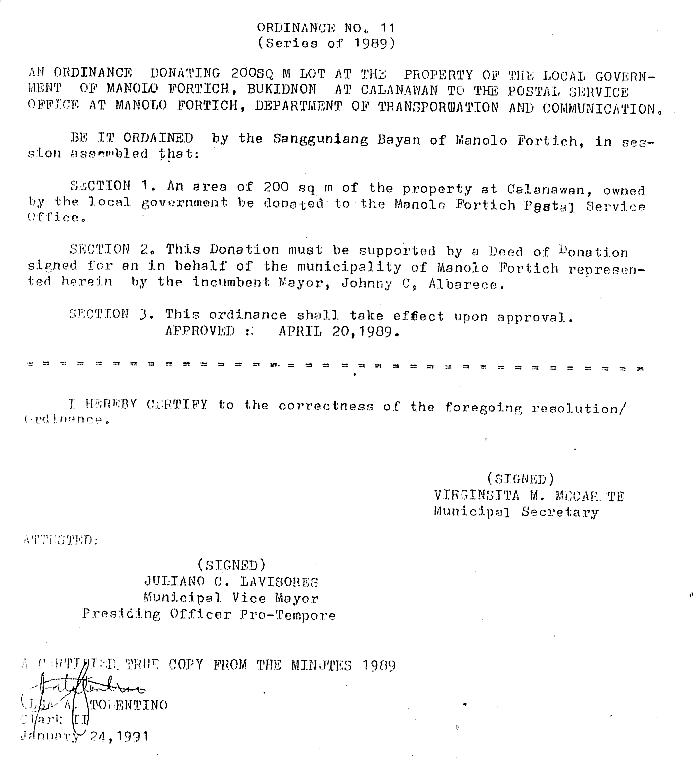 ORDINANCE NO. 11
(Series of 1989)
AN ORDINANCE DONATING 200SQ M LOT AT THE PROPERTY OF THE LOCAL GOVERN-
MENT OF MANOLO FORTICH, BUKIDNON AT CALANAWAN TO THE POSTAL SERVICE
OFFICE AT MANOLO FORTICH, DEPARTMENT OF TRANSPORMATION AND COMMUNICATION.
BE IT ORDAINED by the Sangguniang Bayan of Manolo Fortich, in ses-
sion assembled that:
SECTION 1. An area of 200 sq m of the property at Calanawan, owned
by the local government be donated to the Manolo Fortich Postal Service
Office.
SECTION 2. This Donation must be supported by a Deed of Donation
signed for an in behalf of the municipality of Manolo Fortich represen-
ted herein by the incumbent Mayor, Johnny C, Albarece.
SECTION 3. This ordinance shall take effect upon approval.
APPROVED : APRIL 20,1989.
I HEREBY CERTIFY to the correctness of the foregoing resolution/
ordinance.
(SIGNED)
VIRGINSITA M.
Municipal Secretary
ATTESTED:
(SIGNED)
JULIANO C. LAVISORES
Municipal Vice Mayor
Presiding Officer Pro-Tempore
A CERTIFIED TRUE COPY FROM THE MINUTES 1989
A. TOLENTINO
Clark II
January 24,1991